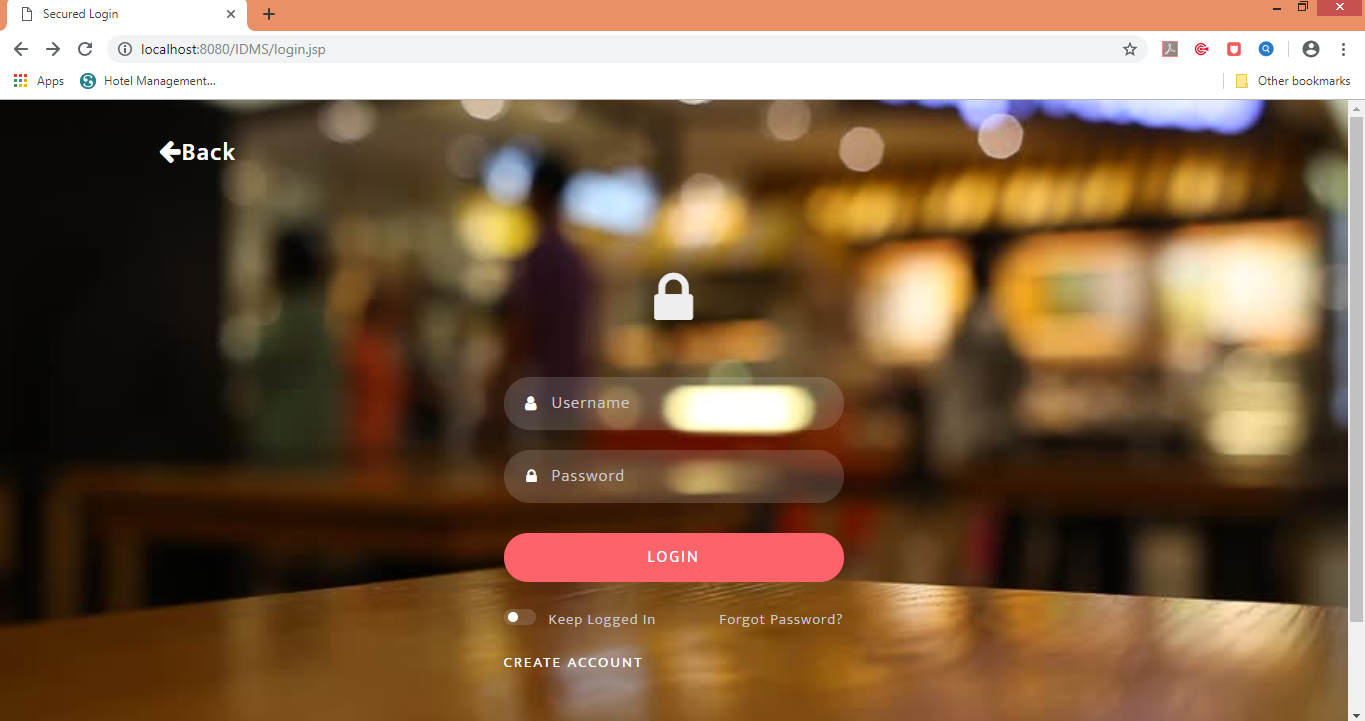 Secured Login
localhost:8080/IDMS/login.jsp
Apps
Hotel Management...
Other bookmarks
Back
Username
Password
LOGIN
Keep Logged In
Forgot Password?
CREATE ACCOUNT